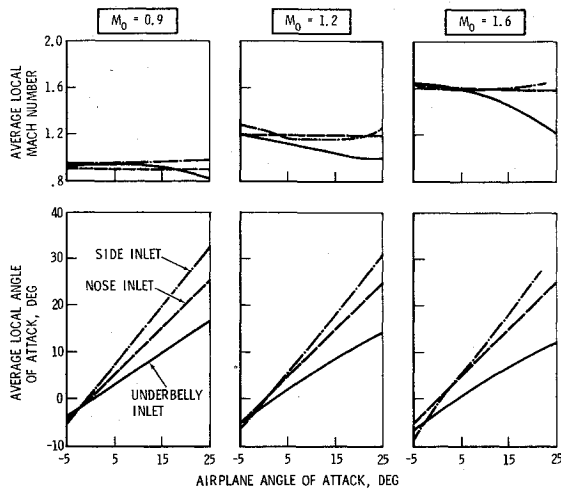 M₀ = 0.9
M₀ = 1.2
M₀ = 1.6
AVERAGE LOCAL
MACH NUMBER
2.0
1.6
1.2
.8
AVERAGE LOCAL ANGLE
OF ATTACK, DEG
40
30
20
10
0
-10
SIDE INLET
NOSE INLET
UNDERBELLY
INLET
-5 5 15 25
-5 5 15 25
-5 5 15 25
AIRPLANE ANGLE OF ATTACK, DEG